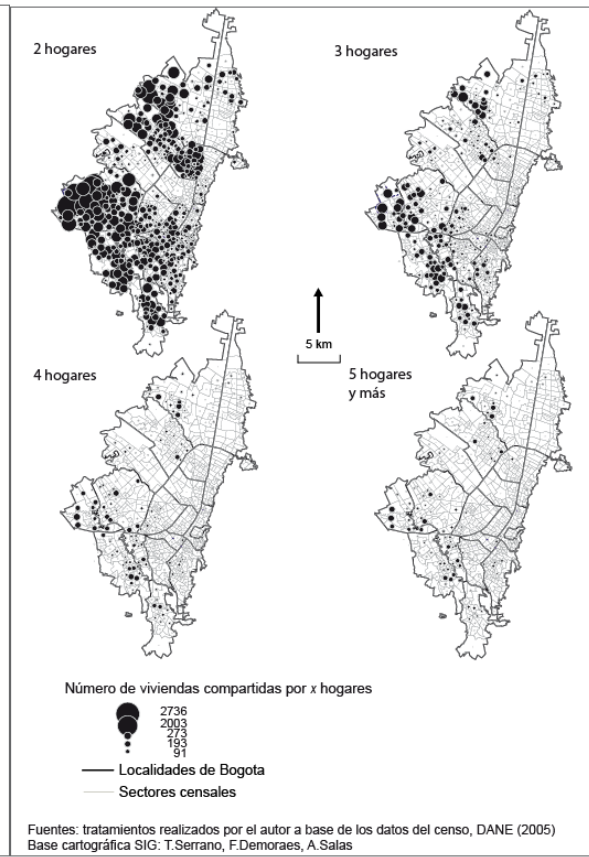 2 hogares
3 hogares
5 km
4 hogares
5 hogares
y más
Número de viviendas compartidas por x hogares
2736
2003
273
193
91
Localidades de Bogota
Sectores censales
Fuentes: tratamientos realizados por el autor a base de los datos del censo, DANE (2005)
Base cartográfica SIG: T.Serrano, F.Demoraes, A.Salas